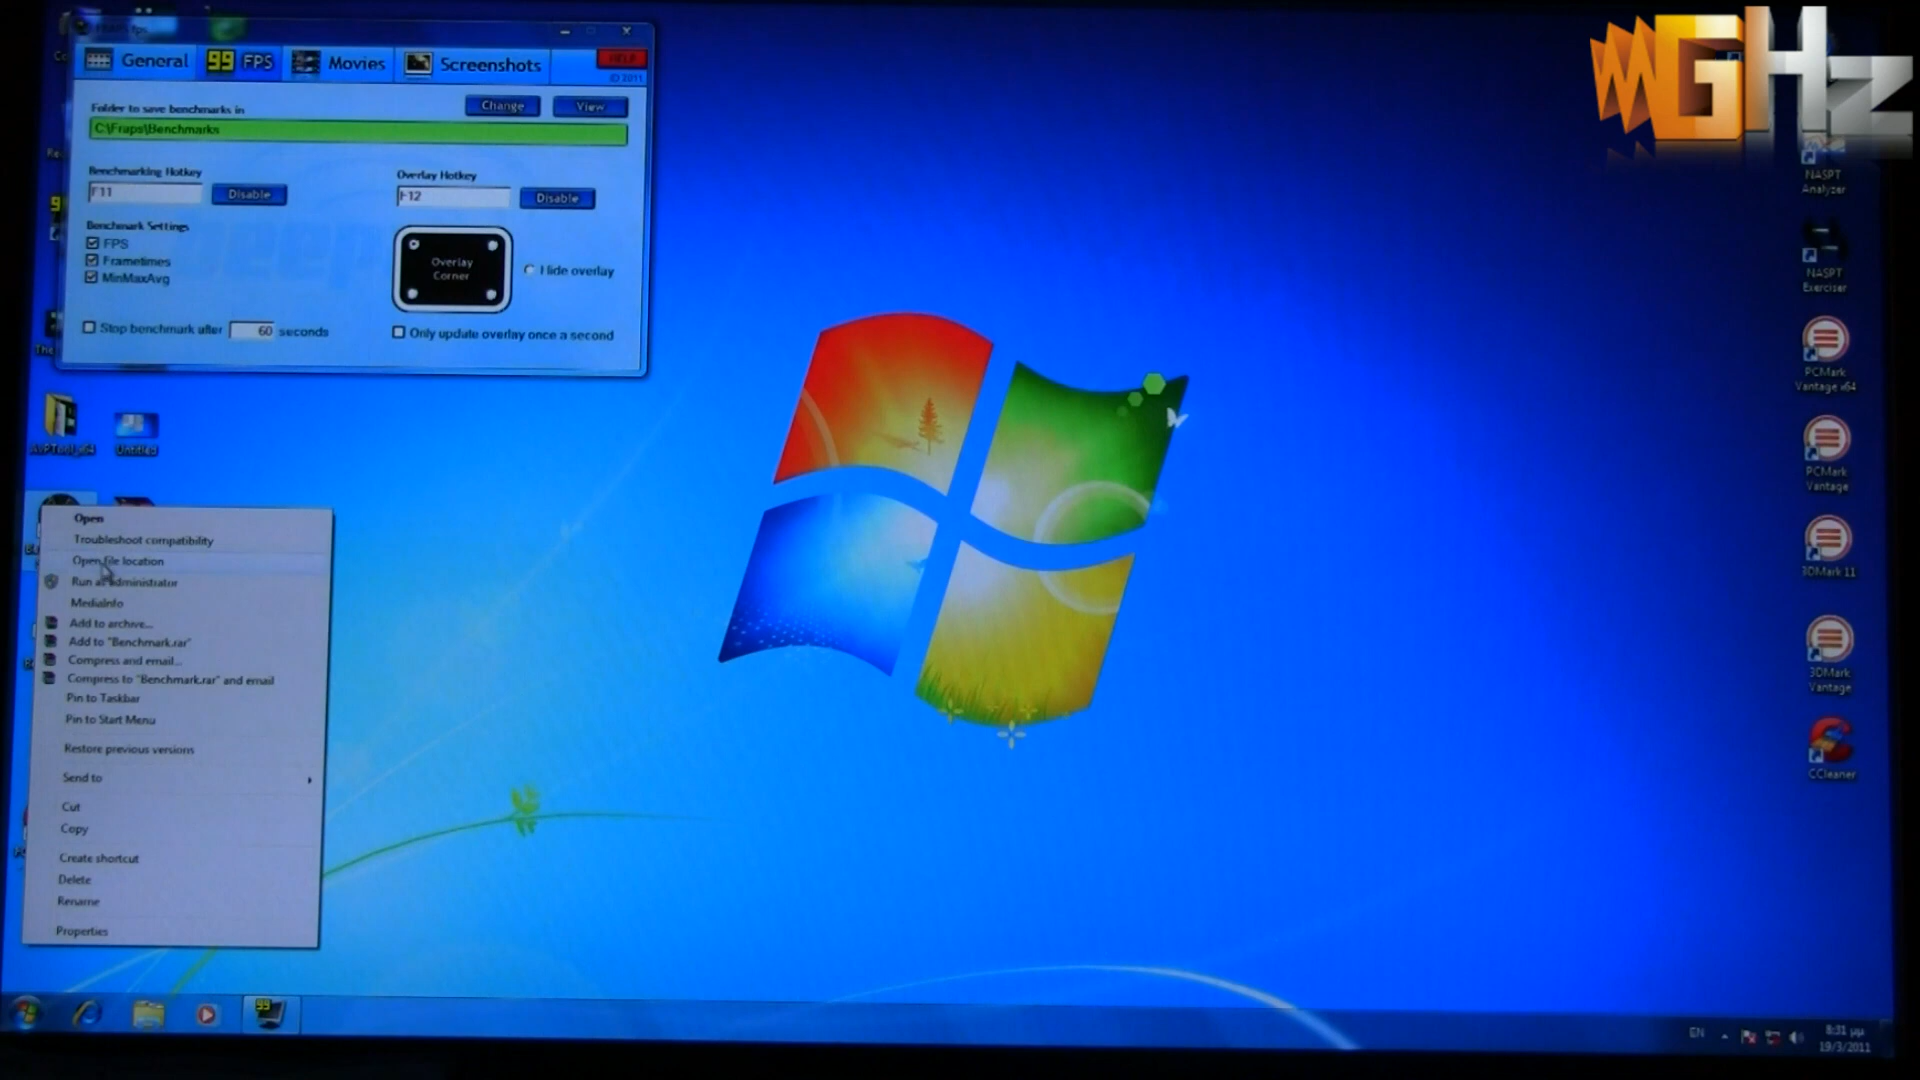 General
99 FPS
Movies
Screenshots
HELP
© 2011
Folder to save benchmarks in
Change
View
C:\Fraps\Benchmarks
Benchmarking Hotkey
F11
Disable
Overlay Hotkey
F12
Disable
Benchmark Settings
FPS
Frametimes
MinMaxAvg
Overlay
Corner
Hide overlay
Stop benchmark after 60 seconds
Only update overlay once a second
MGHz
NASPT
Analyzer
NASPT
Exerciser
PCMark
Vantage x64
PCMark
Vantage
3DMark 11
3DMark
Vantage
CCleaner
Untitled
Open
Troubleshoot compatibility
Open file location
Run as administrator
MediaInfo
Add to archive...
Add to "Benchmark.rar"
Compress and email...
Compress to "Benchmark.rar" and email
Pin to Taskbar
Pin to Start Menu
Restore previous versions
Send to
Cut
Copy
Create shortcut
Delete
Rename
Properties
99
EN
8:31 μμ
19/3/2011